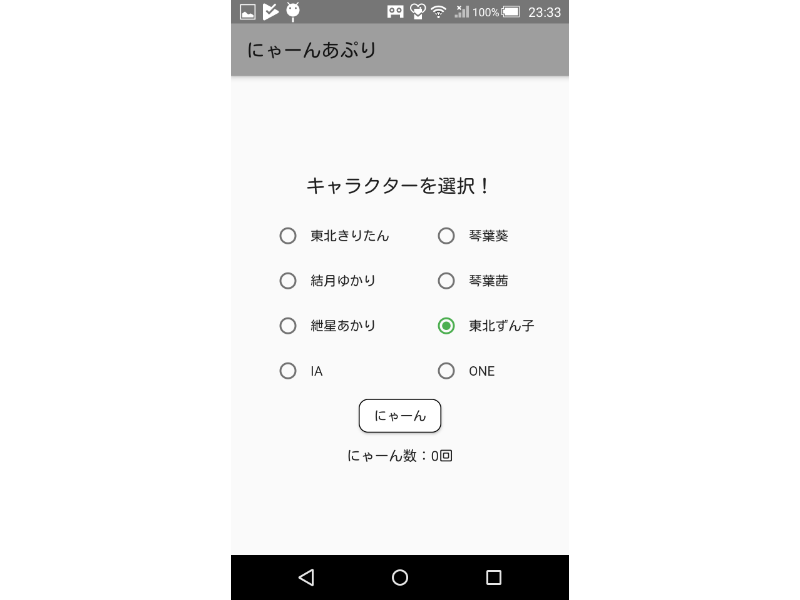 100% 23:33
にゃーんあぷり
キャラクターを選択！
東北きりたん 琴葉葵
結月ゆかり 琴葉茜
紲星あかり 東北ずん子
IA ONE
にゃーん
にゃーん数：0回